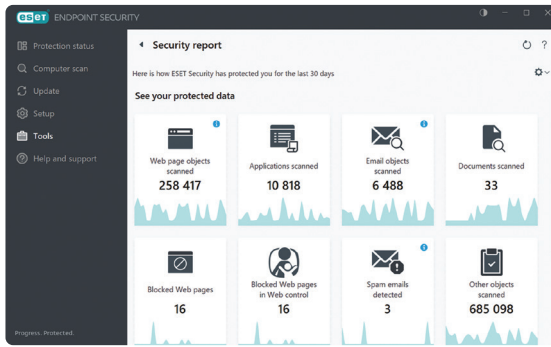 eset ENDPOINT SECURITY
Protection status
Computer scan
Update
Setup
Tools
Help and support
Progress. Protected.
Security report
?
Here is how ESET Security has protected you for the last 30 days
See your protected data
Web page objects
scanned
258 417
Applications scanned
10 818
Email objects
scanned
6 488
Documents scanned
33
Blocked Web pages
16
Blocked Web pages
in Web control
16
Spam emails
detected
3
Other objects
scanned
685 098